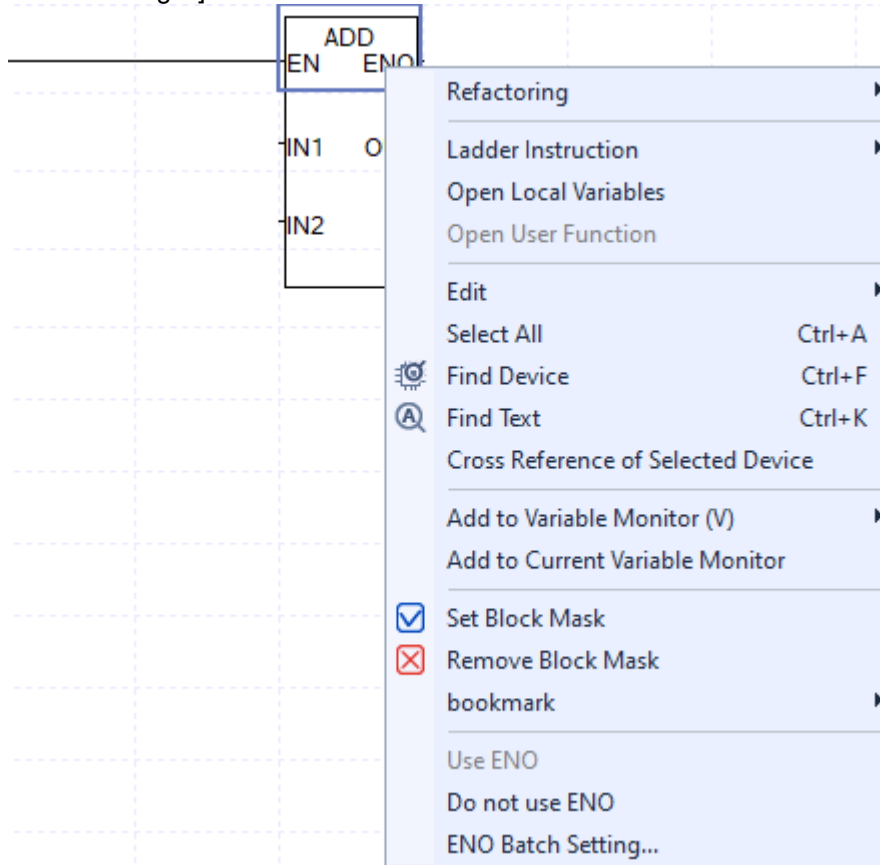 ADD
EN ENO
IN1 O
IN2
Refactoring
Ladder Instruction
Open Local Variables
Open User Function
Edit
Select All Ctrl+A
Find Device Ctrl+F
Find Text Ctrl+K
Cross Reference of Selected Device
Add to Variable Monitor (V)
Add to Current Variable Monitor
Set Block Mask
Remove Block Mask
bookmark
Use ENO
Do not use ENO
ENO Batch Setting...